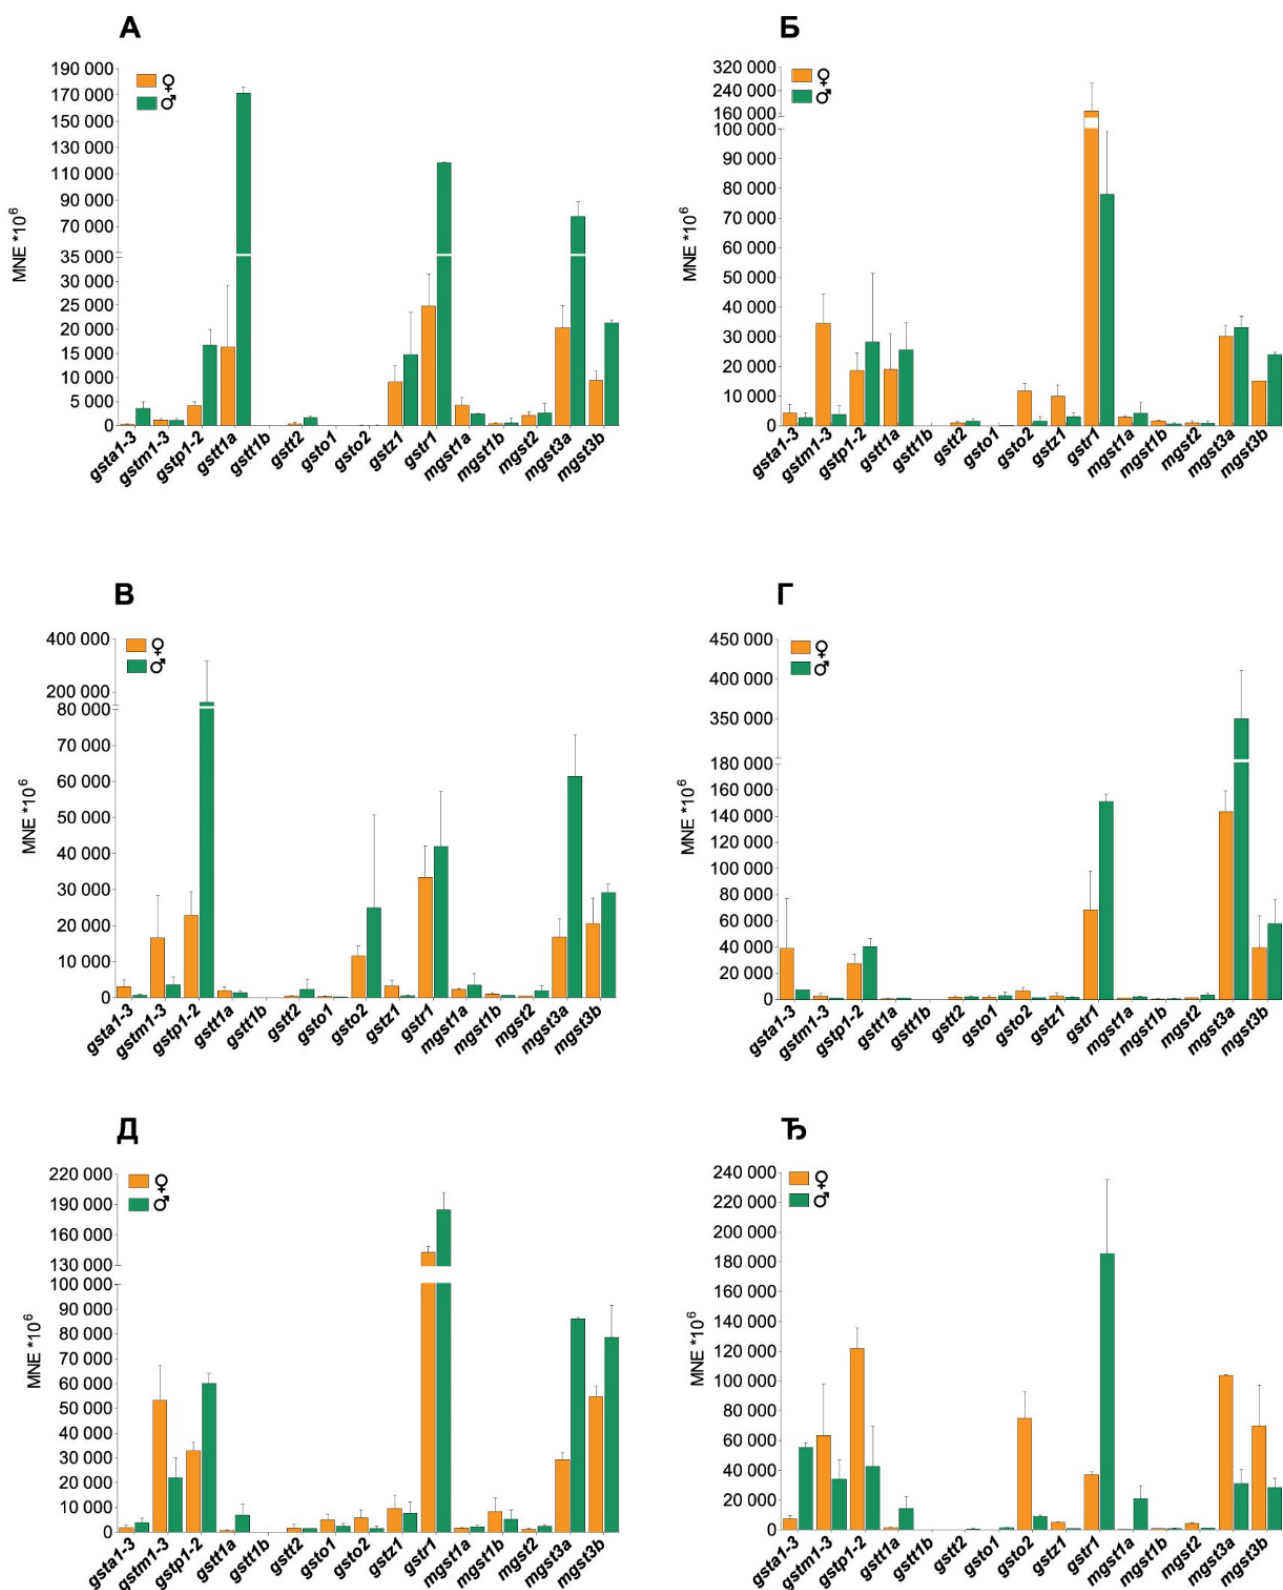 А
190 000
170 000
150 000
130 000
110 000
90 000
70 000
35 000
30 000
25 000
20 000
15 000
10 000
5 000
0
MNE *10⁶
♀
♂
gsta1-3
gstm1-3
gstp1-2
gstt1a
gstt1b
gstt2
gsto1
gsto2
gstz1
gstr1
mgst1a
mgst1b
mgst2
mgst3a
mgst3b
Б
320 000
240 000
160 000
100 000
90 000
80 000
70 000
60 000
50 000
40 000
30 000
20 000
10 000
0
MNE *10⁶
♀
♂
gsta1-3
gstm1-3
gstp1-2
gstt1a
gstt1b
gstt2
gsto1
gsto2
gstz1
gstr1
mgst1a
mgst1b
mgst2
mgst3a
mgst3b
В
400 000
200 000
80 000
70 000
60 000
50 000
40 000
30 000
20 000
10 000
0
MNE *10⁶
♀
♂
gsta1-3
gstm1-3
gstp1-2
gstt1a
gstt1b
gstt2
gsto1
gsto2
gstz1
gstr1
mgst1a
mgst1b
mgst2
mgst3a
mgst3b
Г
450 000
400 000
350 000
180 000
160 000
140 000
120 000
100 000
80 000
60 000
40 000
20 000
0
MNE *10⁶
♀
♂
gsta1-3
gstm1-3
gstp1-2
gstt1a
gstt1b
gstt2
gsto1
gsto2
gstz1
gstr1
mgst1a
mgst1b
mgst2
mgst3a
mgst3b
Д
220 000
190 000
160 000
130 000
100 000
90 000
80 000
70 000
60 000
50 000
40 000
30 000
20 000
10 000
0
MNE *10⁶
♀
♂
gsta1-3
gstm1-3
gstp1-2
gstt1a
gstt1b
gstt2
gsto1
gsto2
gstz1
gstr1
mgst1a
mgst1b
mgst2
mgst3a
mgst3b
Ђ
240 000
220 000
200 000
180 000
160 000
140 000
120 000
100 000
80 000
60 000
40 000
20 000
0
MNE *10⁶
♀
♂
gsta1-3
gstm1-3
gstp1-2
gstt1a
gstt1b
gstt2
gsto1
gsto2
gstz1
gstr1
mgst1a
mgst1b
mgst2
mgst3a
mgst3b